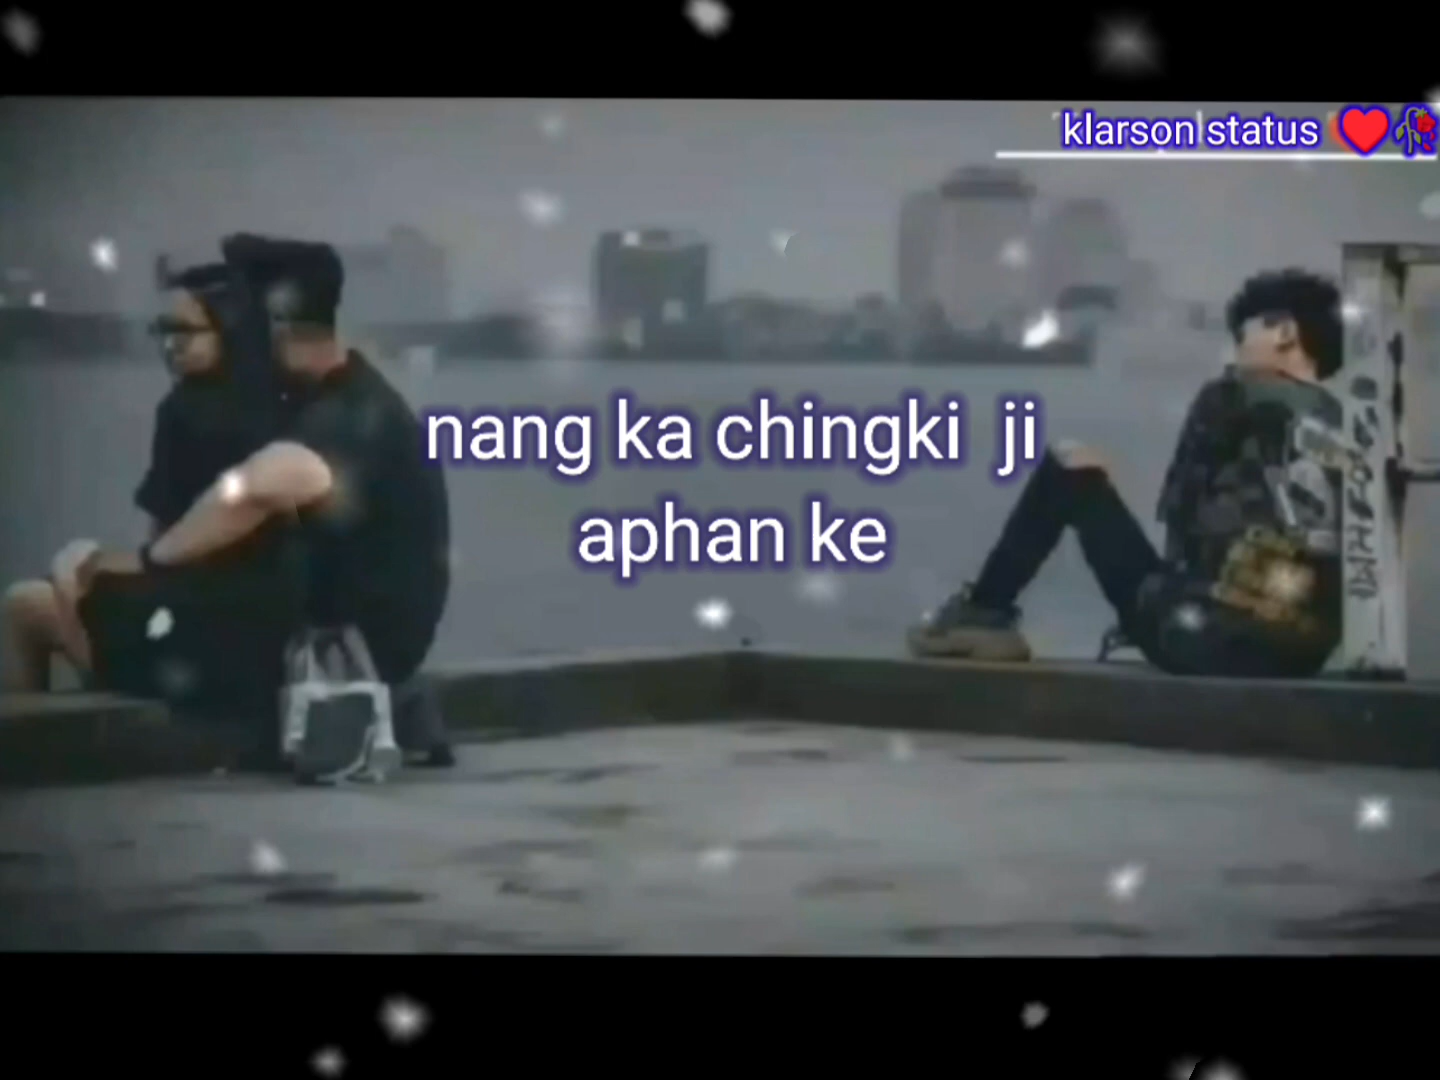 klarson status ❤️🥀
nang ka chingki ji
aphan ke